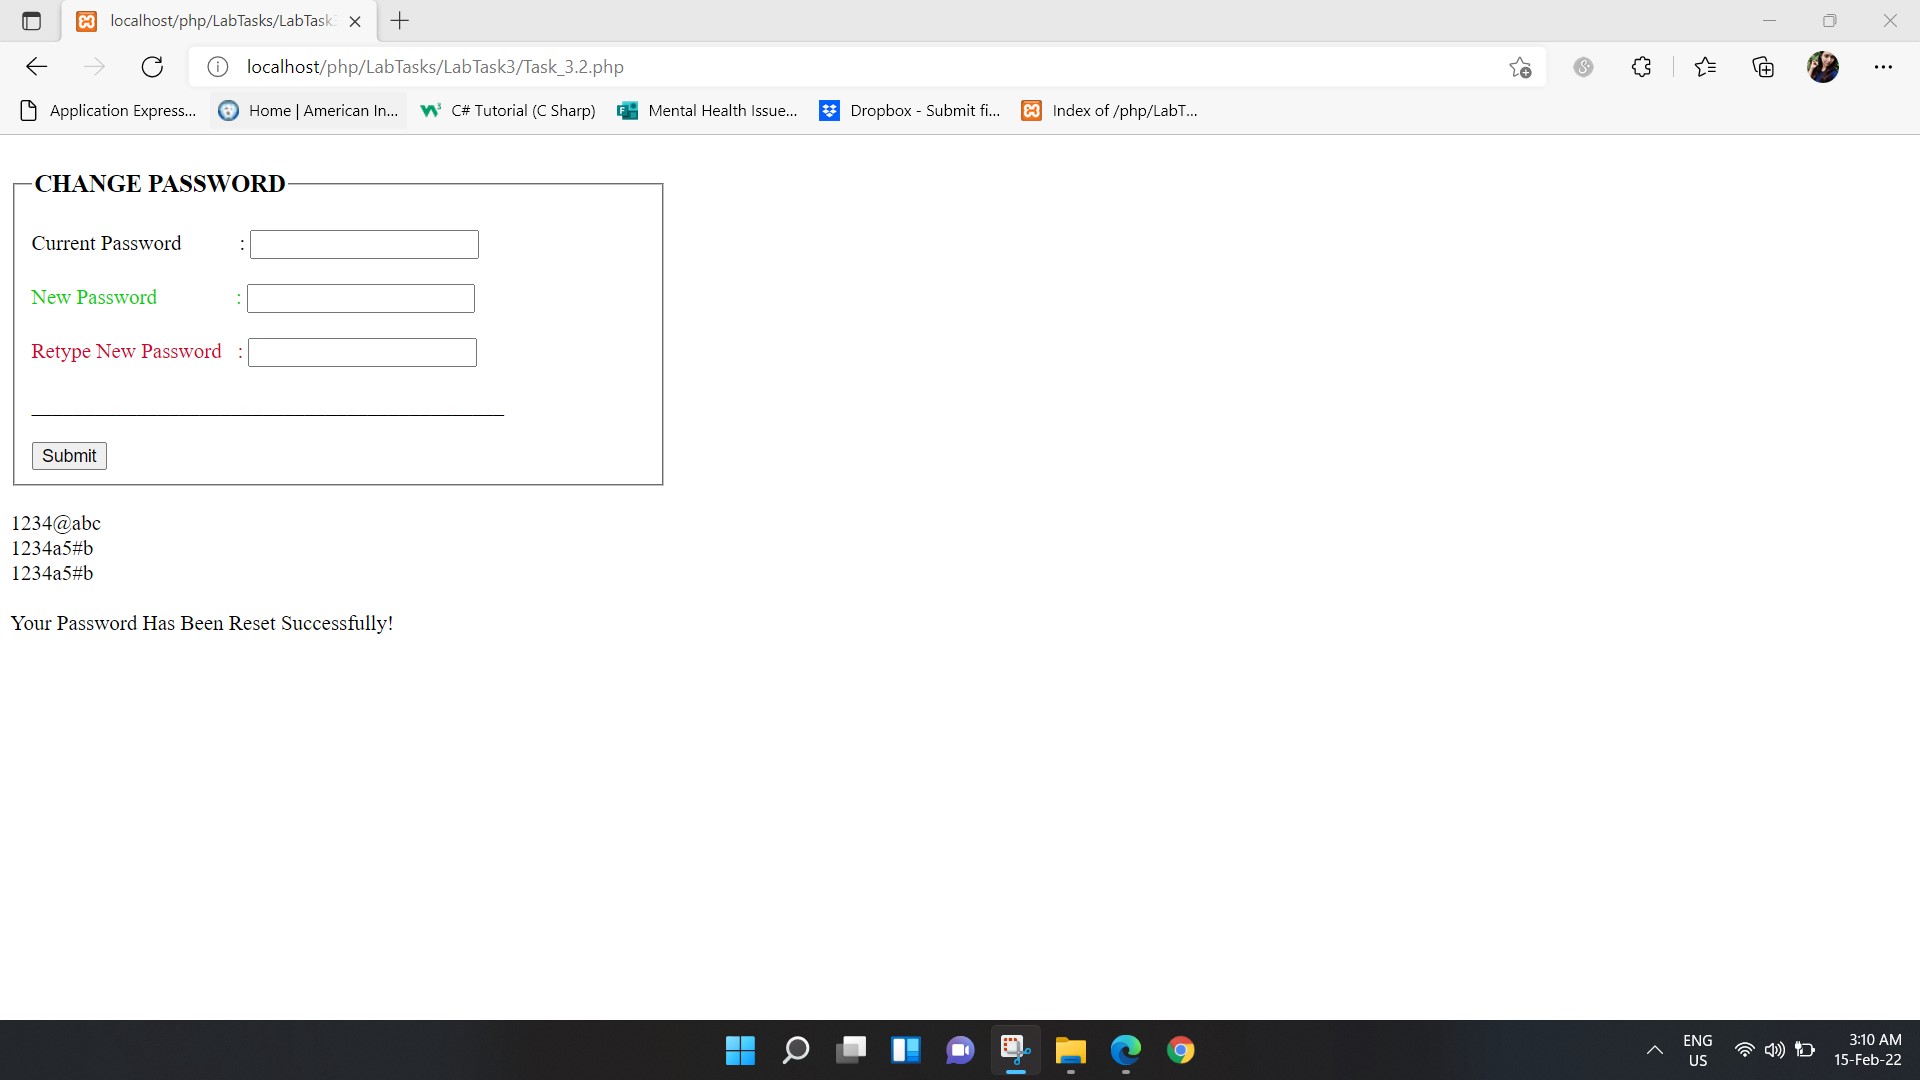 localhost/php/LabTasks/LabTask
localhost/php/LabTasks/LabTask3/Task_3.2.php
Application Express...
Home | American In...
C# Tutorial (C Sharp)
Mental Health Issue...
Dropbox - Submit fi...
Index of /php/LabT...
CHANGE PASSWORD
Current Password :
New Password :
Retype New Password :
Submit
1234@abc
1234a5#b
1234a5#b
Your Password Has Been Reset Successfully!
ENG
US
3:10 AM
15-Feb-22